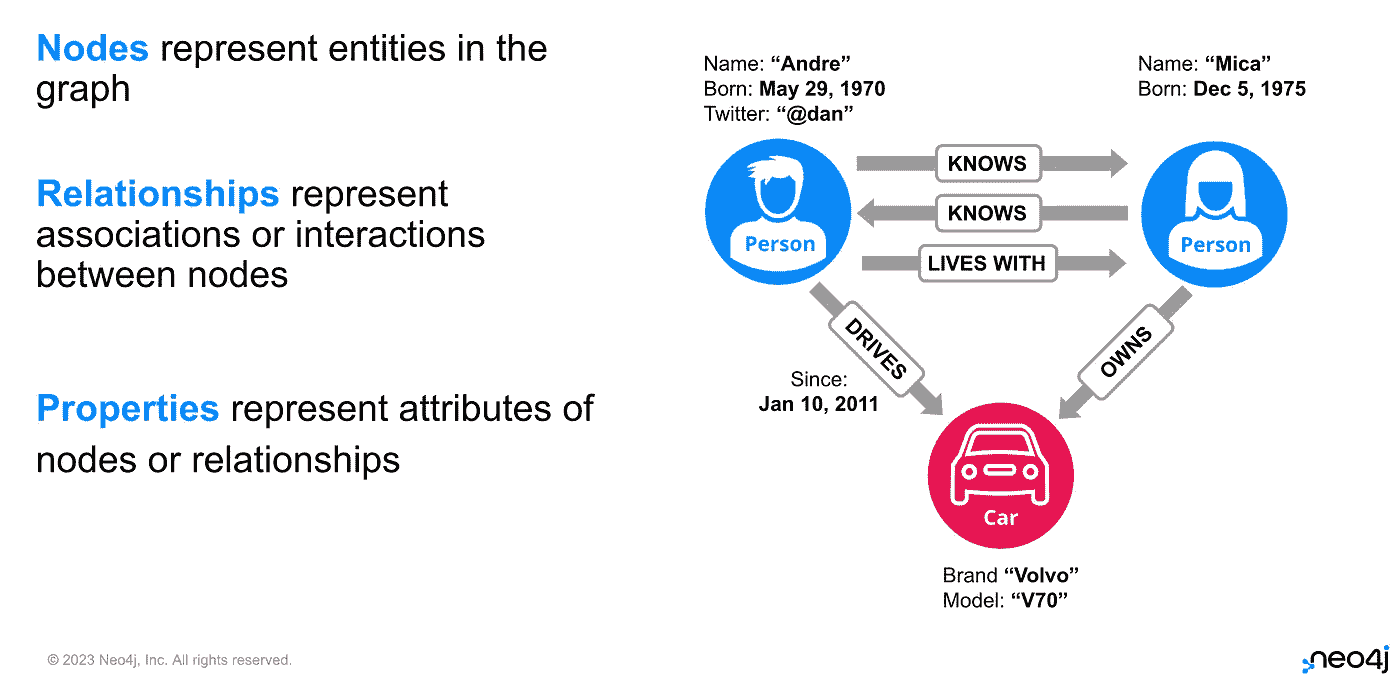 Nodes represent entities in the
graph
Relationships represent
associations or interactions
between nodes
Properties represent attributes of
nodes or relationships
Name: “Andre”
Born: May 29, 1970
Twitter: “@dan”
Name: “Mica”
Born: Dec 5, 1975
KNOWS
KNOWS
LIVES WITH
Person
Person
DRIVES
OWNS
Since:
Jan 10, 2011
Car
Brand “Volvo”
Model: “V70”
© 2023 Neo4j, Inc. All rights reserved.
neo4j